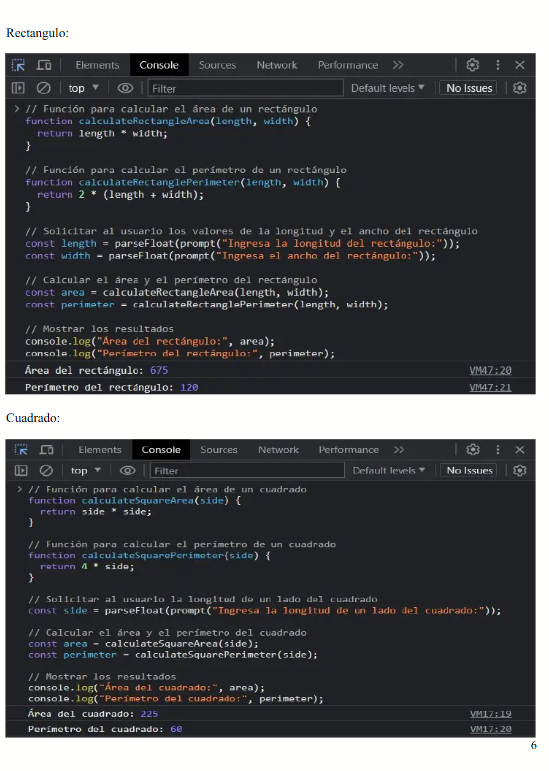 Rectangulo:
Elements Console Sources Network Performance >>
top ▼ Filter Default levels ▼ No Issues
> // Función para calcular el área de un rectángulo
function calculateRectangleArea(length, width) {
return length * width;
}
// Función para calcular el perímetro de un rectángulo
function calculateRectanglePerimeter(length, width) {
return 2 * (length + width);
}
// Solicitar al usuario los valores de la longitud y el ancho del rectángulo
const length = parseFloat(prompt("Ingresa la longitud del rectángulo:"));
const width = parseFloat(prompt("Ingresa el ancho del rectángulo:"));
// Calcular el área y el perímetro del rectángulo
const area = calculateRectangleArea(length, width);
const perimeter = calculateRectanglePerimeter(length, width);
// Mostrar los resultados
console.log("Área del rectángulo:", area);
console.log("Perímetro del rectángulo:", perimeter);
Área del rectángulo: 675 VM47:20
Perímetro del rectángulo: 120 VM47:21
Cuadrado:
Elements Console Sources Network Performance >>
top ▼ Filter Default levels ▼ No Issues
> // Función para calcular el área de un cuadrado
function calculateSquareArea(side) {
return side * side;
}
// Función para calcular el perímetro de un cuadrado
function calculateSquarePerimeter(side) {
return 4 * side;
}
// Solicitar al usuario la longitud de un lado del cuadrado
const side = parseFloat(prompt("Ingresa la longitud de un lado del cuadrado:"));
// Calcular el área y el perímetro del cuadrado
const area = calculateSquareArea(side);
const perimeter = calculateSquarePerimeter(side);
// Mostrar los resultados
console.log("Área del cuadrado:", area);
console.log("Perímetro del cuadrado:", perimeter);
Área del cuadrado: 225 VM17:19
Perímetro del cuadrado: 60 VM17:20
6